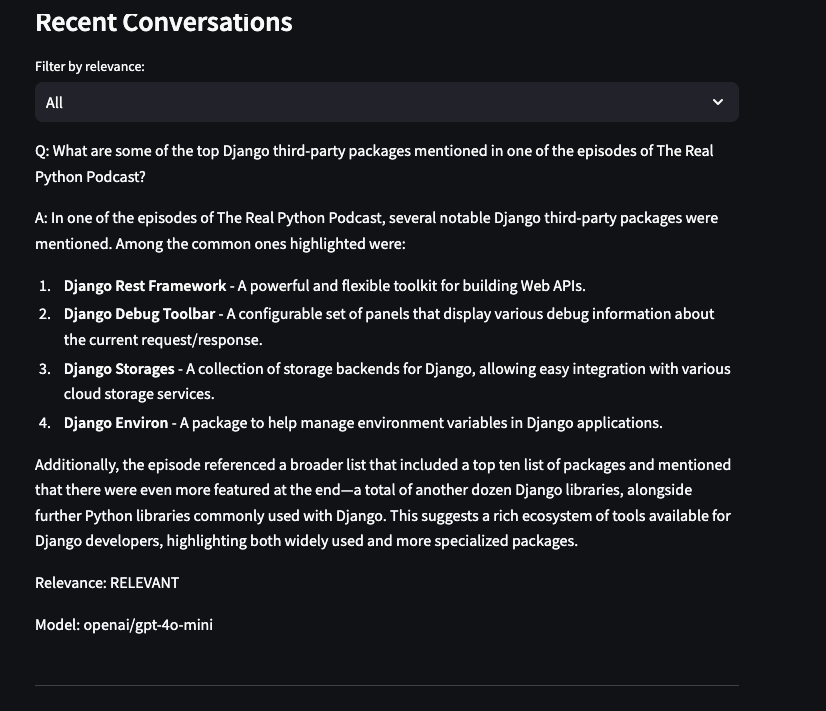 Recent Conversations
Filter by relevance:
All
Q: What are some of the top Django third-party packages mentioned in one of the episodes of The Real
Python Podcast?
A: In one of the episodes of The Real Python Podcast, several notable Django third-party packages were
mentioned. Among the common ones highlighted were:
1. Django Rest Framework - A powerful and flexible toolkit for building Web APIs.
2. Django Debug Toolbar - A configurable set of panels that display various debug information about
the current request/response.
3. Django Storages - A collection of storage backends for Django, allowing easy integration with various
cloud storage services.
4. Django Environ - A package to help manage environment variables in Django applications.
Additionally, the episode referenced a broader list that included a top ten list of packages and mentioned
that there were even more featured at the end—a total of another dozen Django libraries, alongside
further Python libraries commonly used with Django. This suggests a rich ecosystem of tools available for
Django developers, highlighting both widely used and more specialized packages.
Relevance: RELEVANT
Model: openai/gpt-4o-mini